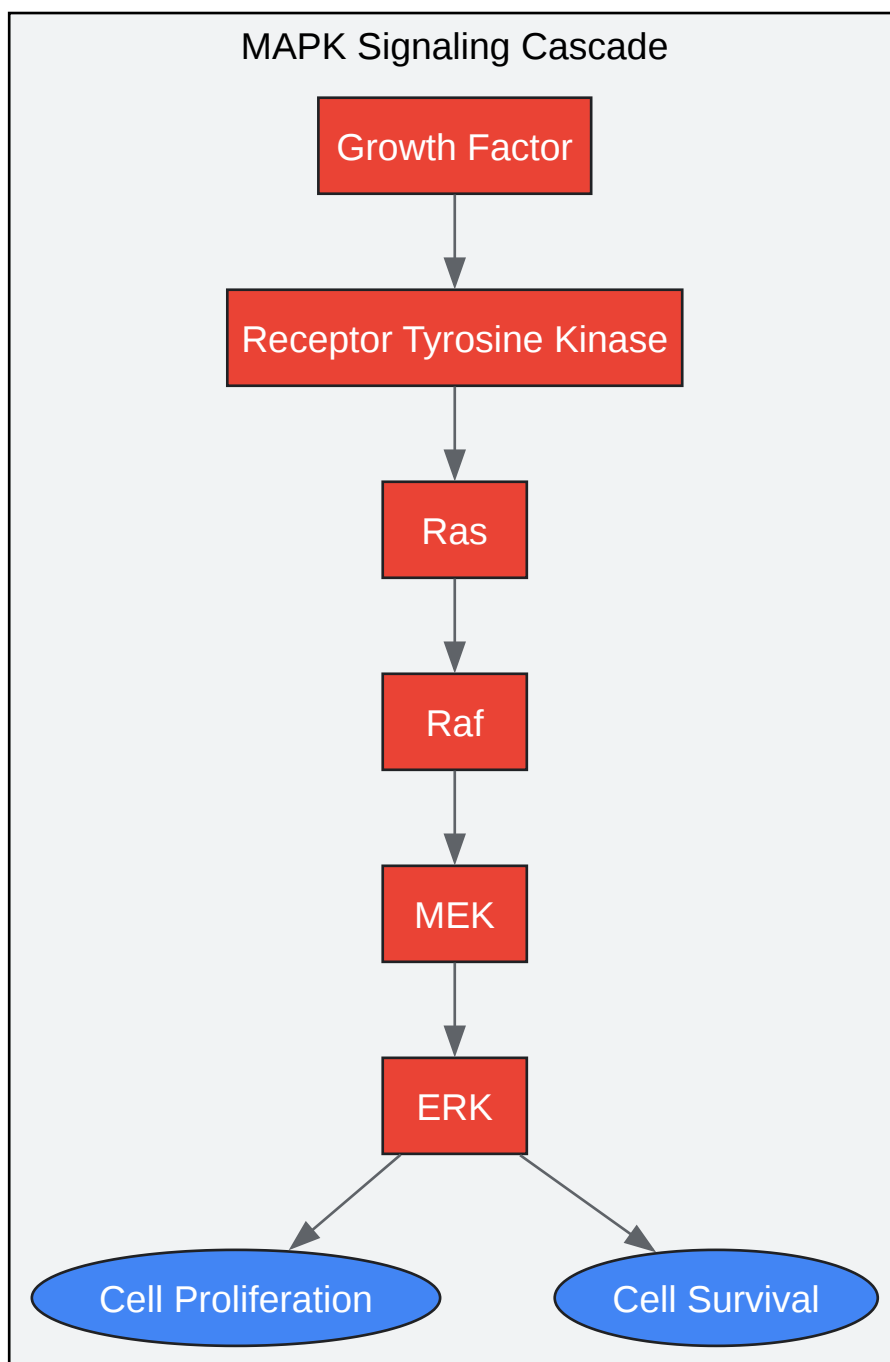 MAPK Signaling Cascade
Growth Factor
Receptor Tyrosine Kinase
Ras
Raf
MEK
ERK
Cell Proliferation
Cell Survival